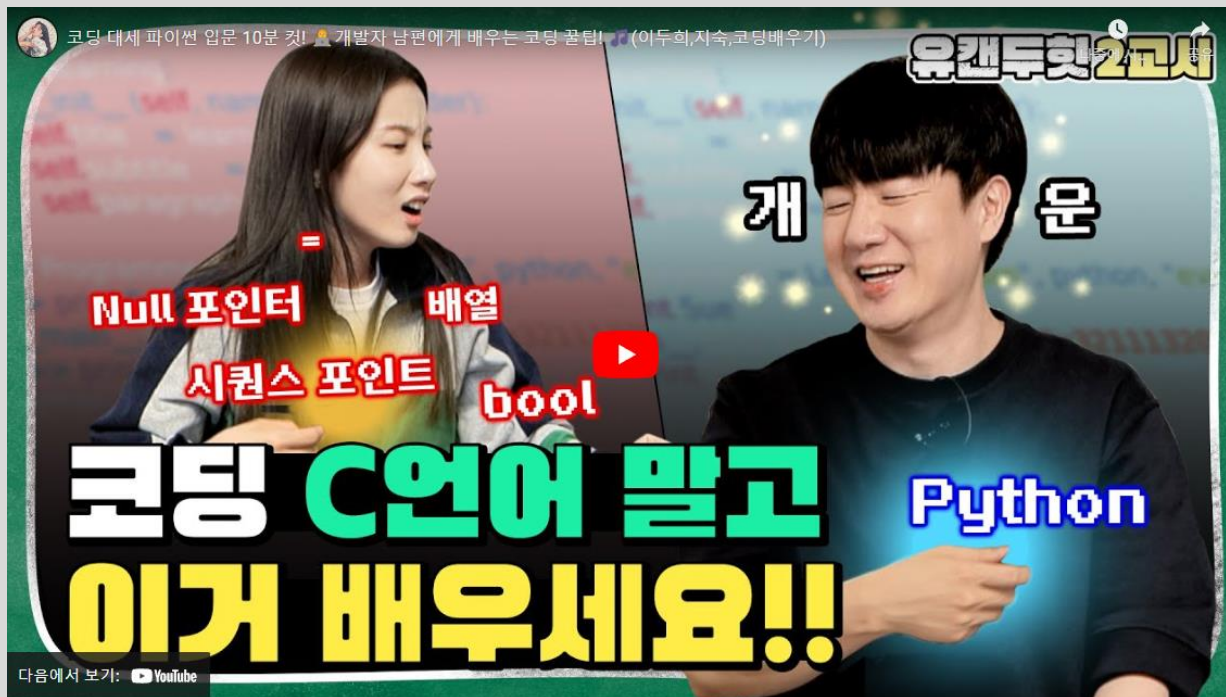 코딩 대세 파이썬 입문 10분 컷! 🤦‍♂️개발자 남편에게 배우는 코딩 꿀팁! 🎵(이두희,지숙,코딩배우기)
공유
유캔두힛2교시
개 운
=
Null 포인터
배열
시퀀스 포인트
bool
Python
코딩 C언어 말고
이거 배우세요!!
다음에서 보기: YouTube